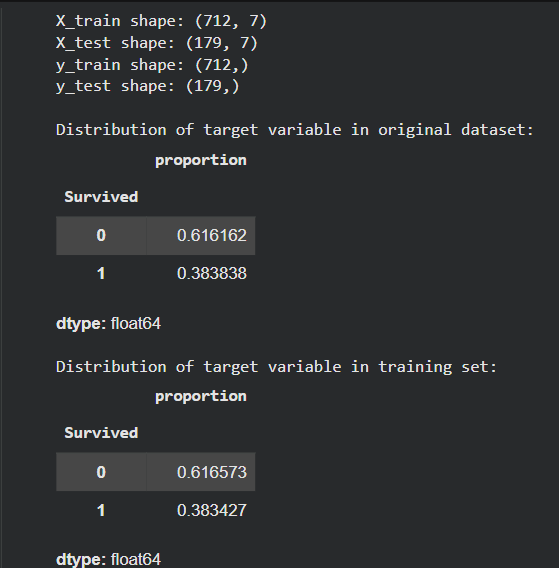 X_train shape: (712, 7)
X_test shape: (179, 7)
y_train shape: (712,)
y_test shape: (179,)
Distribution of target variable in original dataset:
proportion
Survived
0 0.616162
1 0.383838
dtype: float64
Distribution of target variable in training set:
proportion
Survived
0 0.616573
1 0.383427
dtype: float64